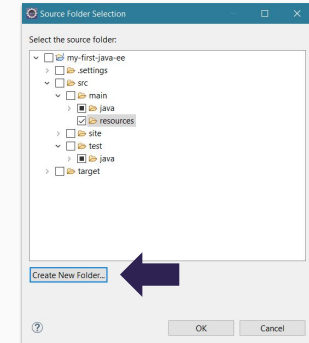 Source Folder Selection
Select the source folder:
my-first-java-ee
.settings
src
main
java
resources
site
test
java
target
Create New Folder...
OK
Cancel